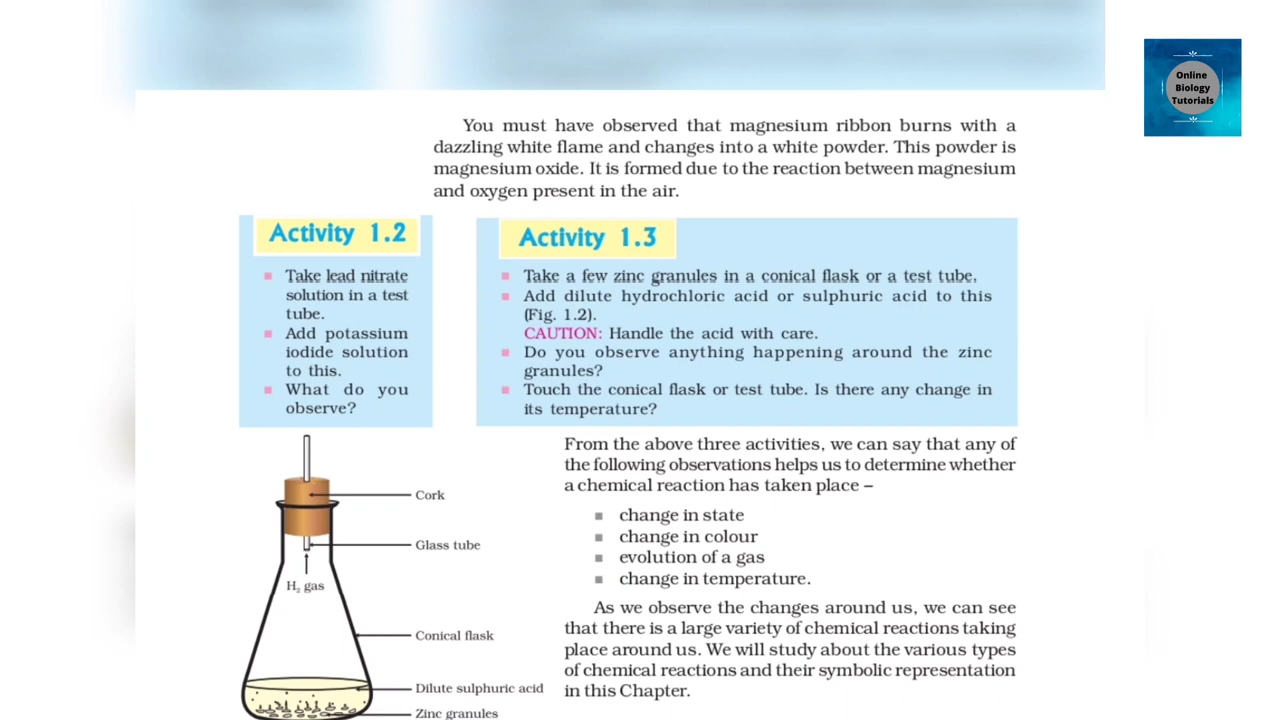 Online
Biology
Tutorials
You must have observed that magnesium ribbon burns with a
dazzling white flame and changes into a white powder. This powder is
magnesium oxide. It is formed due to the reaction between magnesium
and oxygen present in the air.
Activity 1.2
Take lead nitrate
solution in a test
tube.
Add potassium
iodide solution
to this.
What do you
observe?
Activity 1.3
Take a few zinc granules in a conical flask or a test tube.
Add dilute hydrochloric acid or sulphuric acid to this
(Fig. 1.2).
CAUTION: Handle the acid with care.
Do you observe anything happening around the zinc
granules?
Touch the conical flask or test tube. Is there any change in
its temperature?
Cork
Glass tube
H₂ gas
Conical flask
Dilute sulphuric acid
Zinc granules
From the above three activities, we can say that any of
the following observations helps us to determine whether
a chemical reaction has taken place –
change in state
change in colour
evolution of a gas
change in temperature.
As we observe the changes around us, we can see
that there is a large variety of chemical reactions taking
place around us. We will study about the various types
of chemical reactions and their symbolic representation
in this Chapter.